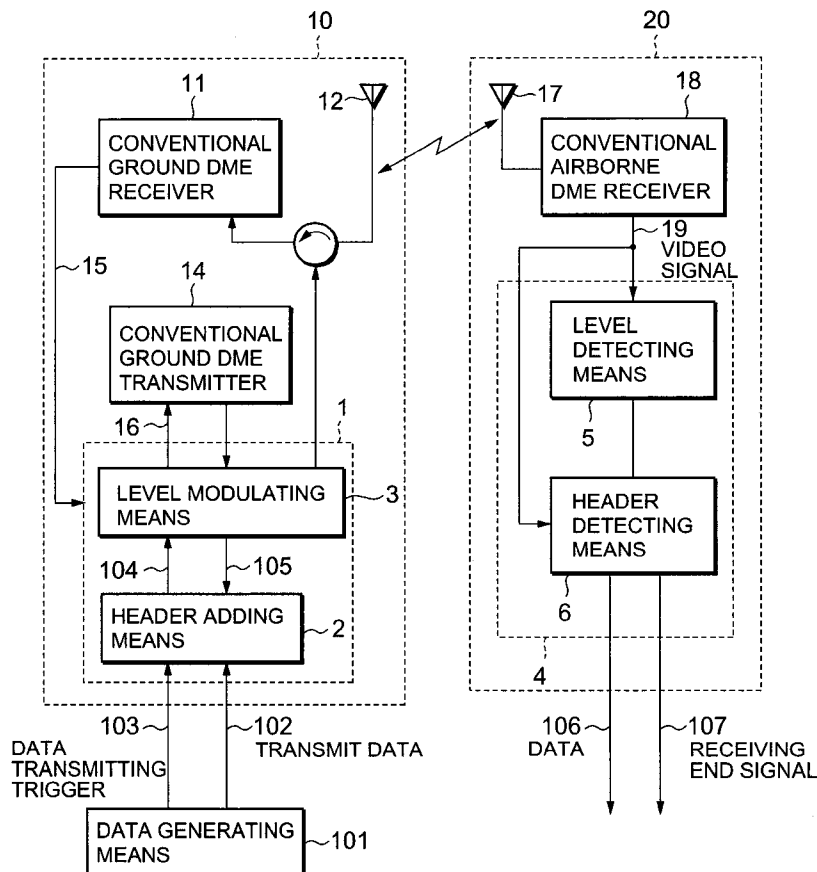 10
20
11
12
17
18
CONVENTIONAL
GROUND DME
RECEIVER
CONVENTIONAL
AIRBORNE
DME RECEIVER
15
19
VIDEO
SIGNAL
14
CONVENTIONAL
GROUND DME
TRANSMITTER
LEVEL
DETECTING
MEANS
16
1
5
LEVEL MODULATING
MEANS
3
HEADER
DETECTING
MEANS
104
105
6
HEADER ADDING
MEANS
2
4
103
102
106
107
DATA
TRANSMITTING
TRIGGER
TRANSMIT DATA
DATA
RECEIVING
END SIGNAL
DATA GENERATING
MEANS
101